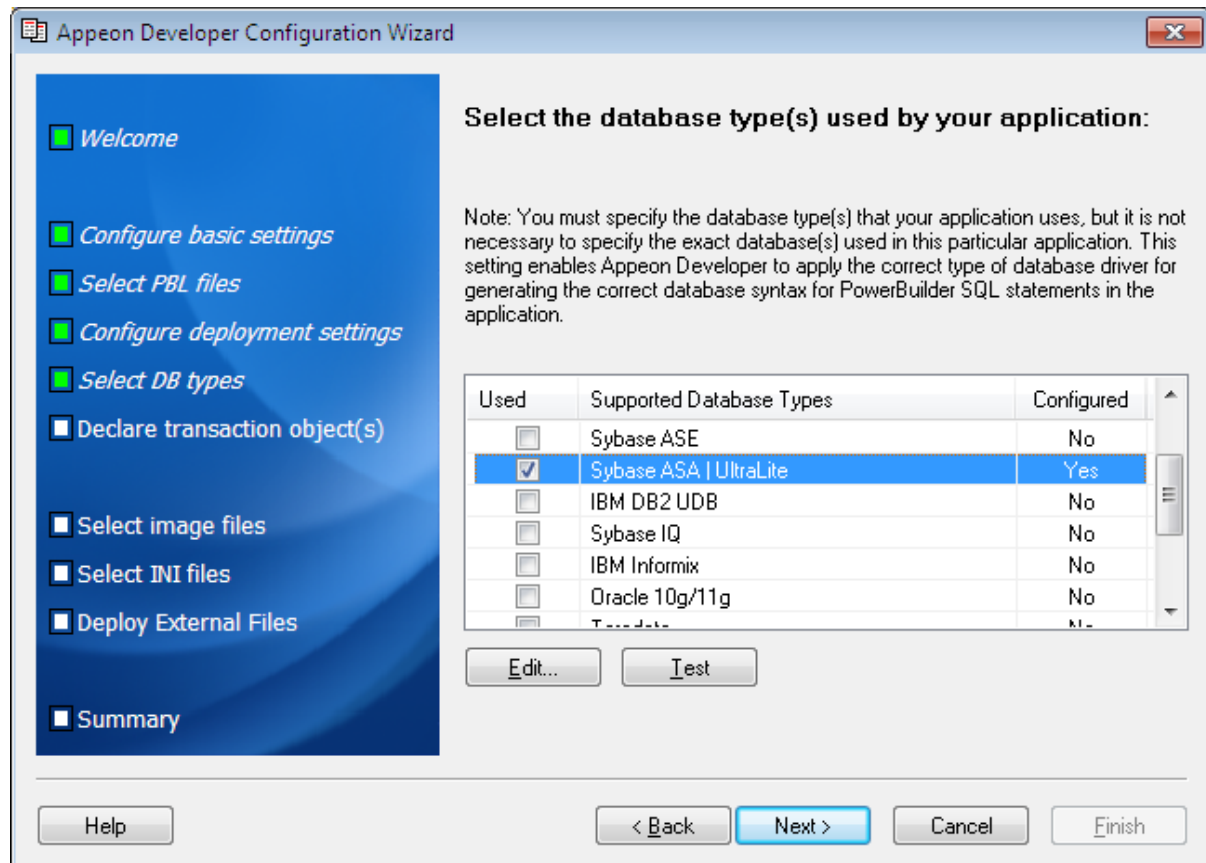 Appeon Developer Configuration Wizard
Welcome
Configure basic settings
Select PBL files
Configure deployment settings
Select DB types
Declare transaction object(s)
Select image files
Select INI files
Deploy External Files
Summary
Select the database type(s) used by your application:
Note: You must specify the database type(s) that your application uses, but it is not
necessary to specify the exact database(s) used in this particular application. This
setting enables Appeon Developer to apply the correct type of database driver for
generating the correct database syntax for PowerBuilder SQL statements in the
application.
Used Supported Database Types Configured
Sybase ASE No
Sybase ASA | UltraLite Yes
IBM DB2 UDB No
Sybase IQ No
IBM Informix No
Oracle 10g/11g No
Edit... Test
Help < Back Next > Cancel Finish